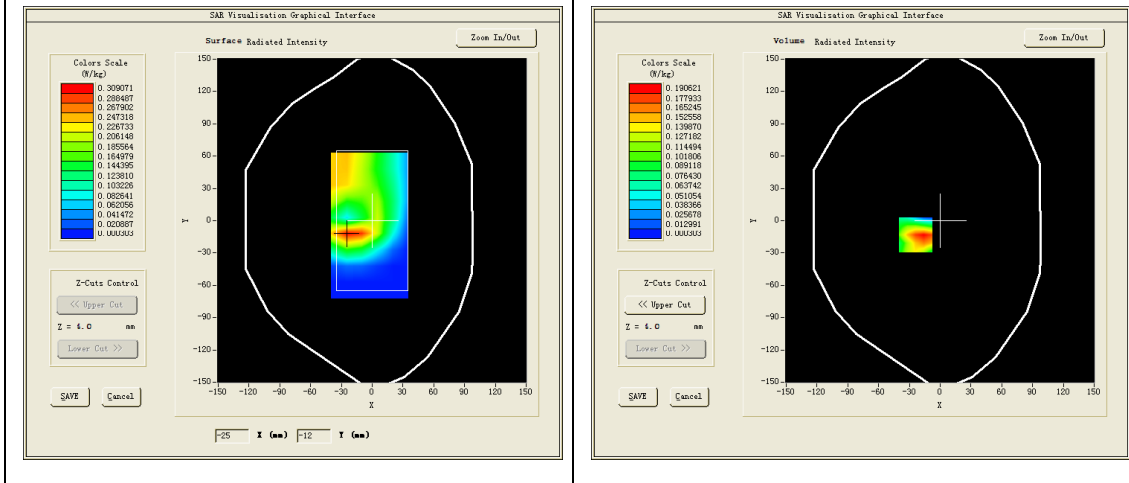 SAR Visualisation Graphical Interface
Surface Radiated Intensity
Zoom In/Out
Colors Scale
(W/kg)
0.309071
0.288487
0.267902
0.247318
0.226733
0.206148
0.185564
0.164979
0.144395
0.123810
0.103226
0.082641
0.062056
0.041472
0.020887
0.000303
150
120
90
60
30
0
-30
-60
-90
-120
-150
Y
-150 -120 -90 -60 -30 0 30 60 90 120 150
X
Z-Cuts Control
<< Upper Cut
Z = 4.0 mm
Lower Cut >>
SAVE Cancel
-25 X (mm) -12 Y (mm)
SAR Visualisation Graphical Interface
Volume Radiated Intensity
Zoom In/Out
Colors Scale
(W/kg)
0.190621
0.177933
0.165245
0.152558
0.139870
0.127182
0.114494
0.101806
0.089118
0.076430
0.063742
0.051054
0.038366
0.025678
0.012991
0.000303
150
120
90
60
30
0
-30
-60
-90
-120
-150
Y
-150 -120 -90 -60 -30 0 30 60 90 120 150
X
Z-Cuts Control
<< Upper Cut
Z = 4.0 mm
Lower Cut >>
SAVE Cancel